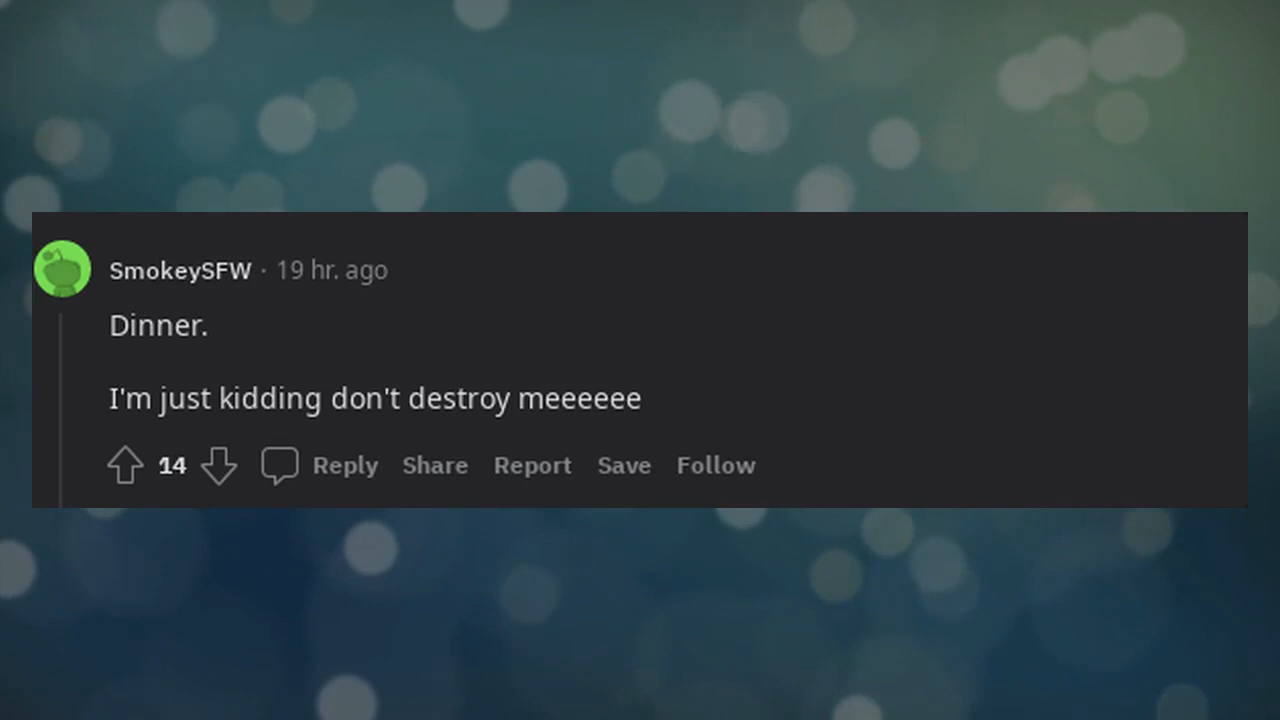 SmokeySFW · 19 hr. ago
Dinner.
I'm just kidding don't destroy meeeeee
14 Reply Share Report Save Follow